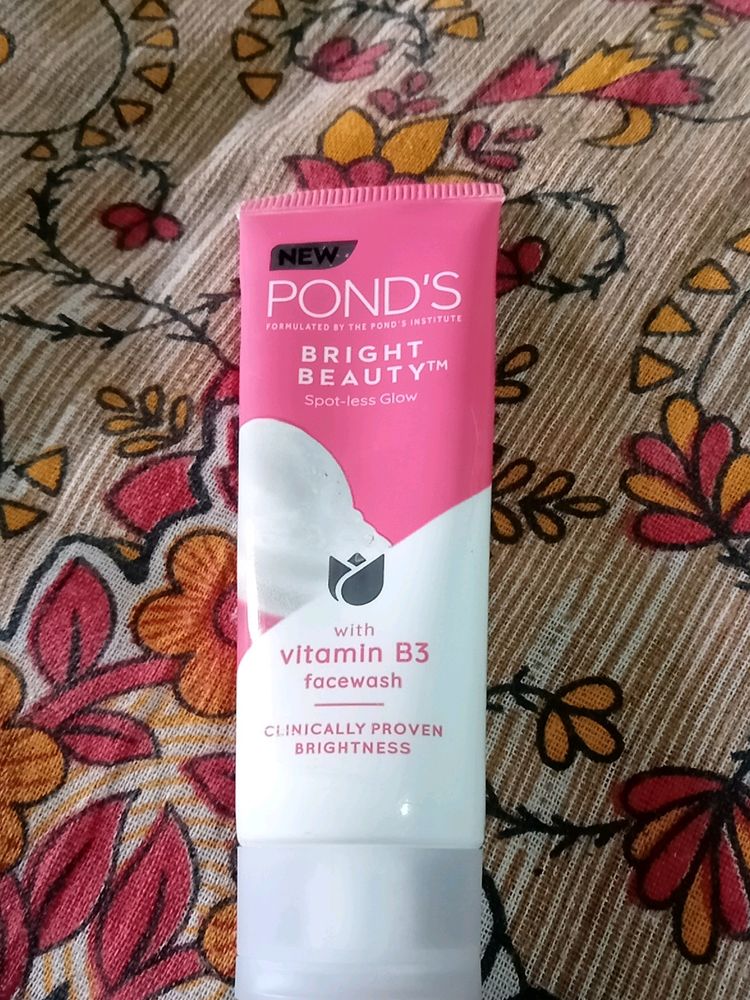 NEW
POND'S
FORMULATED BY THE POND'S INSTITUTE
BRIGHT
BEAUTY™
Spot-less Glow
with
vitamin B3
facewash
CLINICALLY PROVEN
BRIGHTNESS